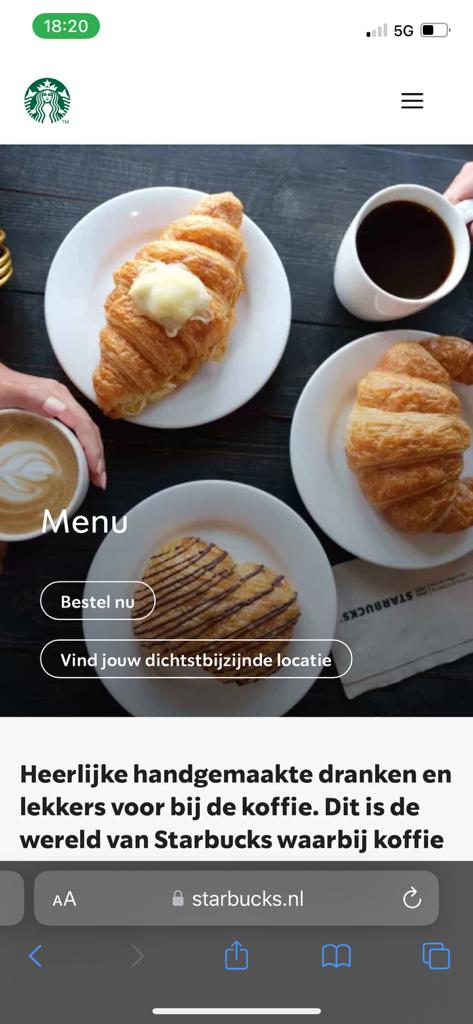 18:20
5G
TM
Menu
Bestel nu
Vind jouw dichtstbijzijnde locatie
STARBUCKS
Heerlijke handgemaakte dranken en
lekkers voor bij de koffie. Dit is de
wereld van Starbucks waarbij koffie
AA
starbucks.nl